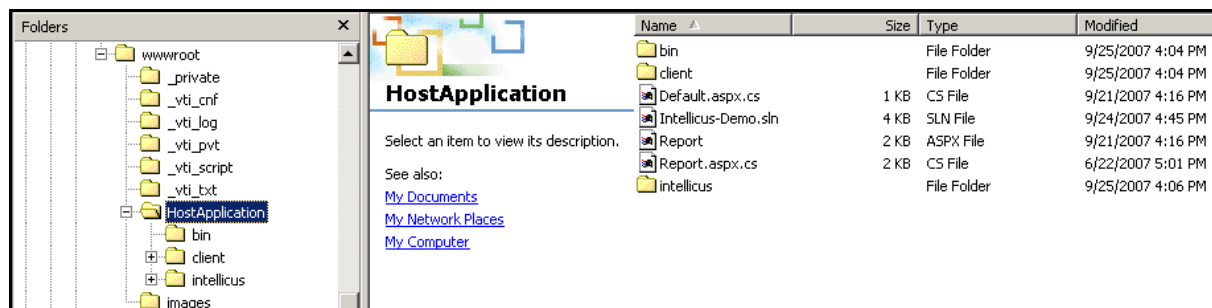 Folders
wwwroot
_private
_vti_cnf
_vti_log
_vti_pvt
_vti_script
_vti_txt
HostApplication
bin
client
intellicus
images
HostApplication
Select an item to view its description.
See also:
My Documents
My Network Places
My Computer
Name Size Type Modified
bin File Folder 9/25/2007 4:04 PM
client File Folder 9/25/2007 4:04 PM
Default.aspx.cs 1 KB CS File 9/21/2007 4:16 PM
Intellicus-Demo.sln 4 KB SLN File 9/24/2007 4:45 PM
Report 2 KB ASPX File 9/21/2007 4:16 PM
Report.aspx.cs 2 KB CS File 6/22/2007 5:01 PM
intellicus File Folder 9/25/2007 4:06 PM